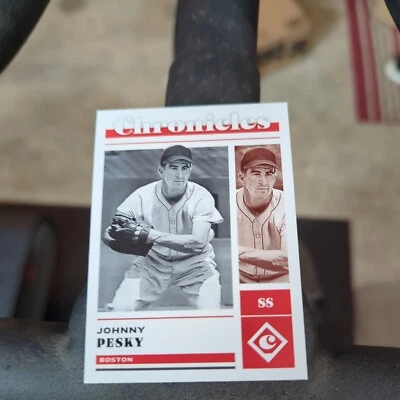 Chronicles
SS
JOHNNY
PESKY
BOSTON
C